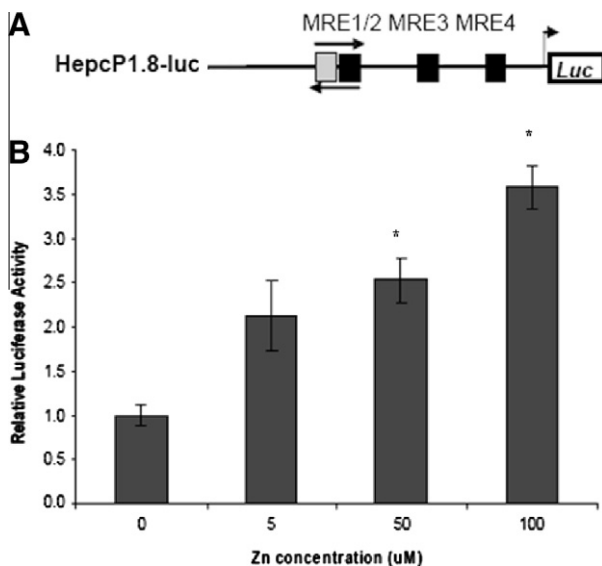 A
MRE1/2 MRE3 MRE4
HepcP1.8-luc
Luc
B
*
*
4.0
3.5
3.0
2.5
2.0
1.5
1.0
0.5
0.0
Relative Luciferase Activity
0 5 50 100
Zn concentration (uM)